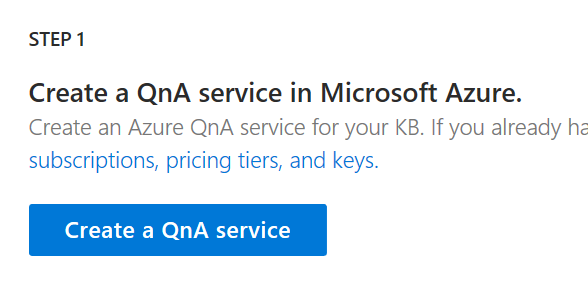 STEP 1
Create a QnA service in Microsoft Azure.
Create an Azure QnA service for your KB. If you already ha
subscriptions, pricing tiers, and keys.
Create a QnA service